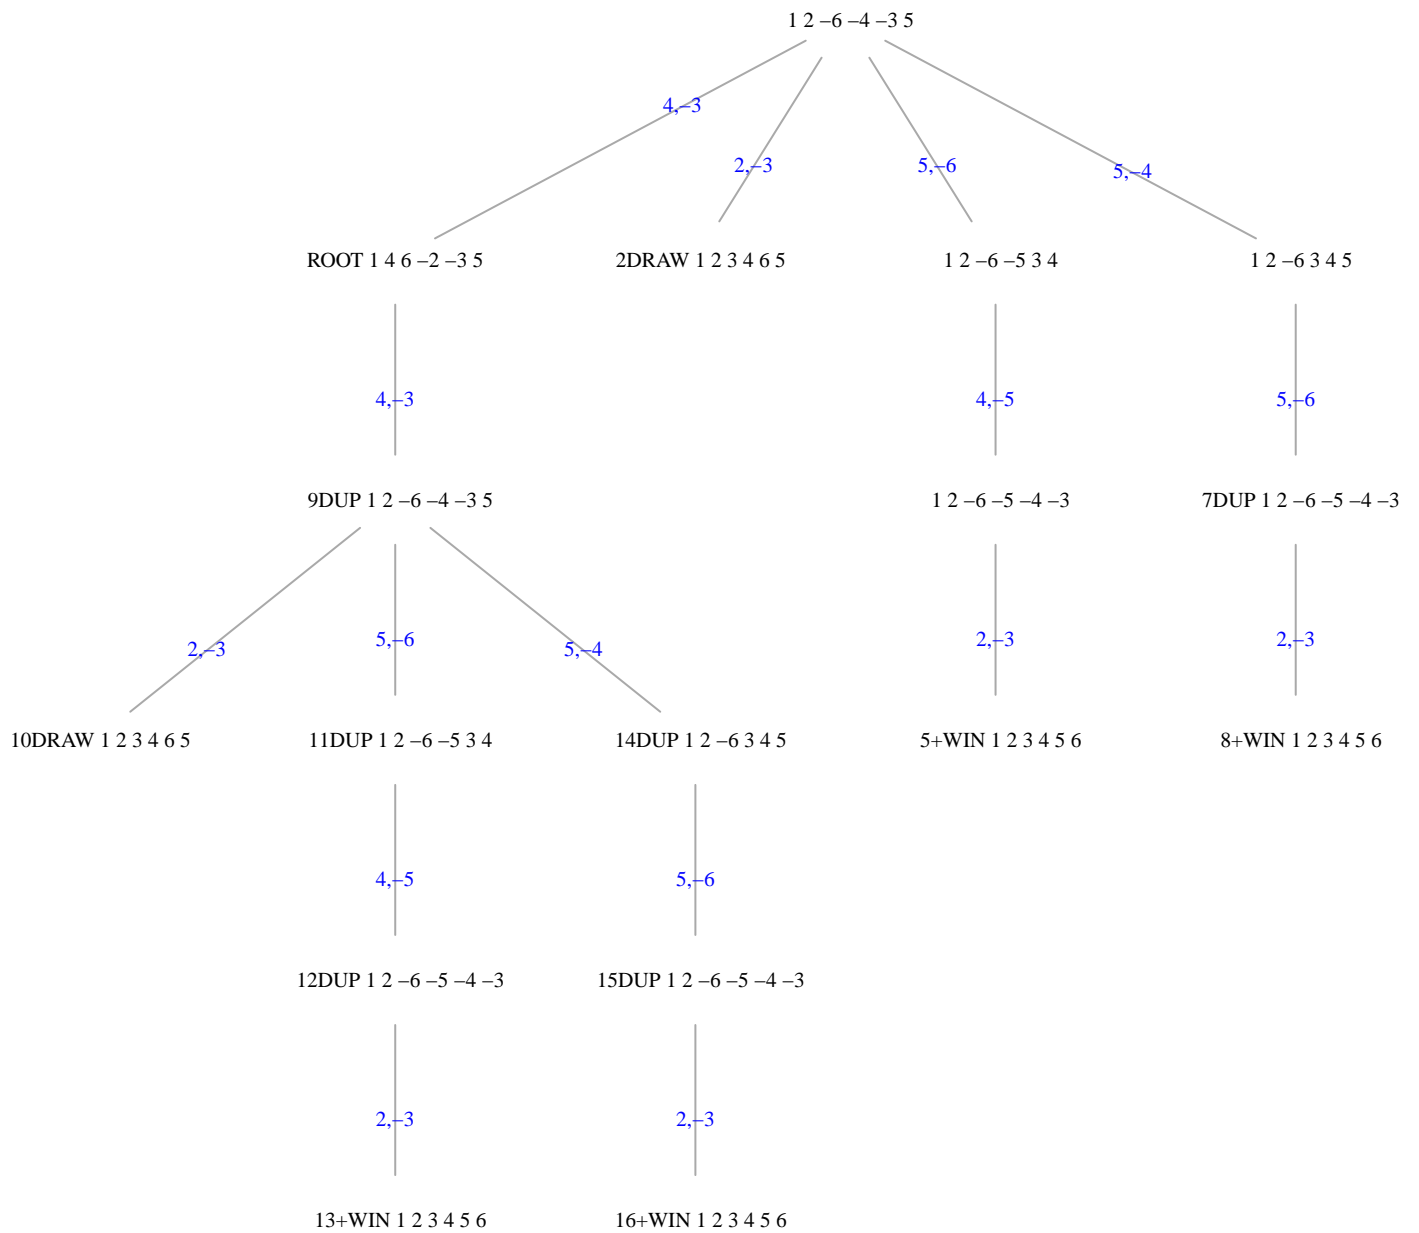 1 2 –6 –4 –3 5
4,–3
2,–3
5,–6
5,–4
ROOT 1 4 6 –2 –3 5
2DRAW 1 2 3 4 6 5
1 2 –6 –5 3 4
1 2 –6 3 4 5
4,–3
4,–5
5,–6
9DUP 1 2 –6 –4 –3 5
1 2 –6 –5 –4 –3
7DUP 1 2 –6 –5 –4 –3
2,–3
5,–6
5,–4
2,–3
2,–3
10DRAW 1 2 3 4 6 5
11DUP 1 2 –6 –5 3 4
14DUP 1 2 –6 3 4 5
5+WIN 1 2 3 4 5 6
8+WIN 1 2 3 4 5 6
4,–5
5,–6
12DUP 1 2 –6 –5 –4 –3
15DUP 1 2 –6 –5 –4 –3
2,–3
2,–3
13+WIN 1 2 3 4 5 6
16+WIN 1 2 3 4 5 6